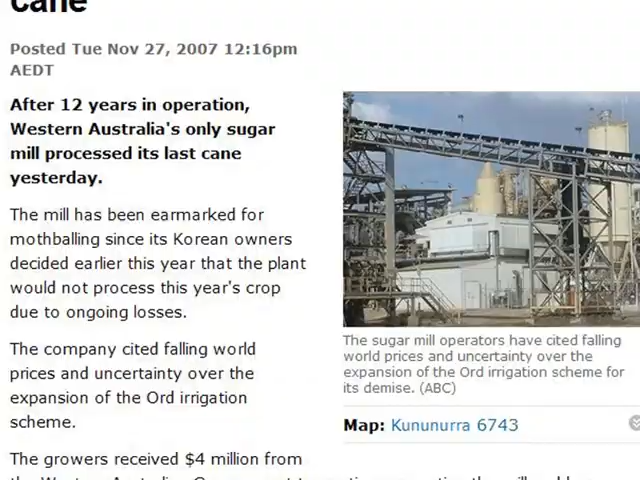 cane
Posted Tue Nov 27, 2007 12:16pm
AEDT
After 12 years in operation,
Western Australia's only sugar
mill processed its last cane
yesterday.
The mill has been earmarked for
mothballing since its Korean owners
decided earlier this year that the plant
would not process this year's crop
due to ongoing losses.
The company cited falling world
prices and uncertainty over the
expansion of the Ord irrigation
scheme.
The growers received $4 million from
The sugar mill operators have cited falling
world prices and uncertainty over the
expansion of the Ord irrigation scheme for
its demise. (ABC)
Map: Kununurra 6743